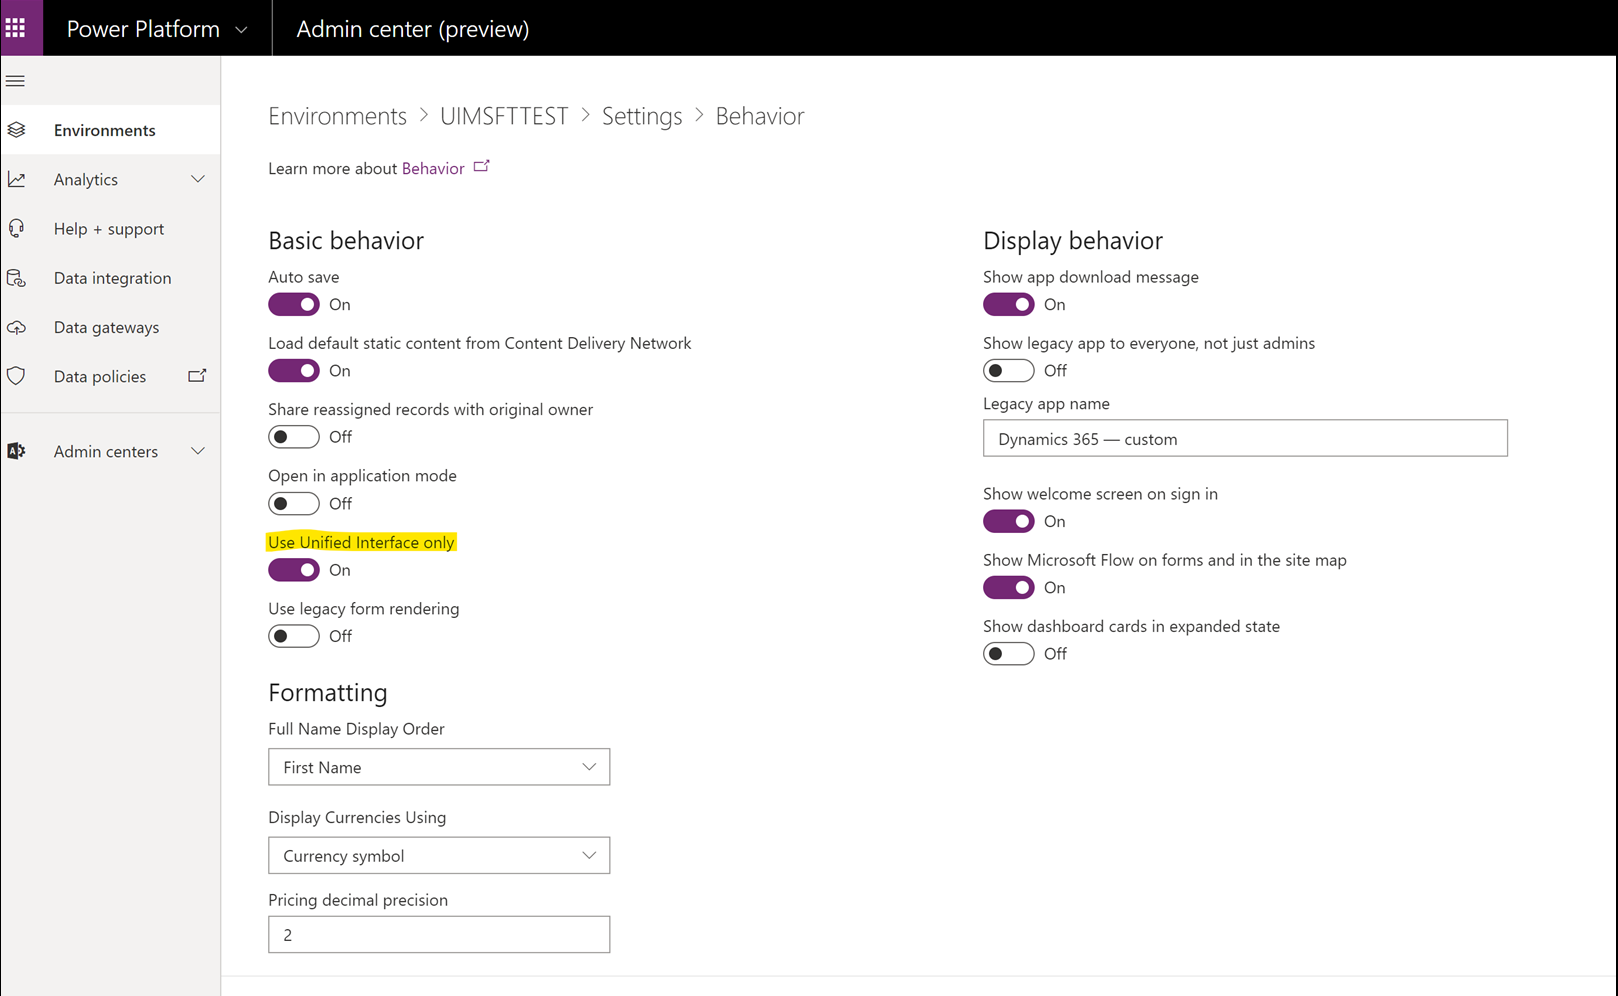 Power Platform
Admin center (preview)
Environments
Analytics
Help + support
Data integration
Data gateways
Data policies
Admin centers
Environments > UIMSFTTEST > Settings > Behavior
Learn more about Behavior
Basic behavior
Auto save
On
Load default static content from Content Delivery Network
On
Share reassigned records with original owner
Off
Open in application mode
Off
Use Unified Interface only
On
Use legacy form rendering
Off
Formatting
Full Name Display Order
First Name
Display Currencies Using
Currency symbol
Pricing decimal precision
2
Display behavior
Show app download message
On
Show legacy app to everyone, not just admins
Off
Legacy app name
Dynamics 365 — custom
Show welcome screen on sign in
On
Show Microsoft Flow on forms and in the site map
On
Show dashboard cards in expanded state
Off